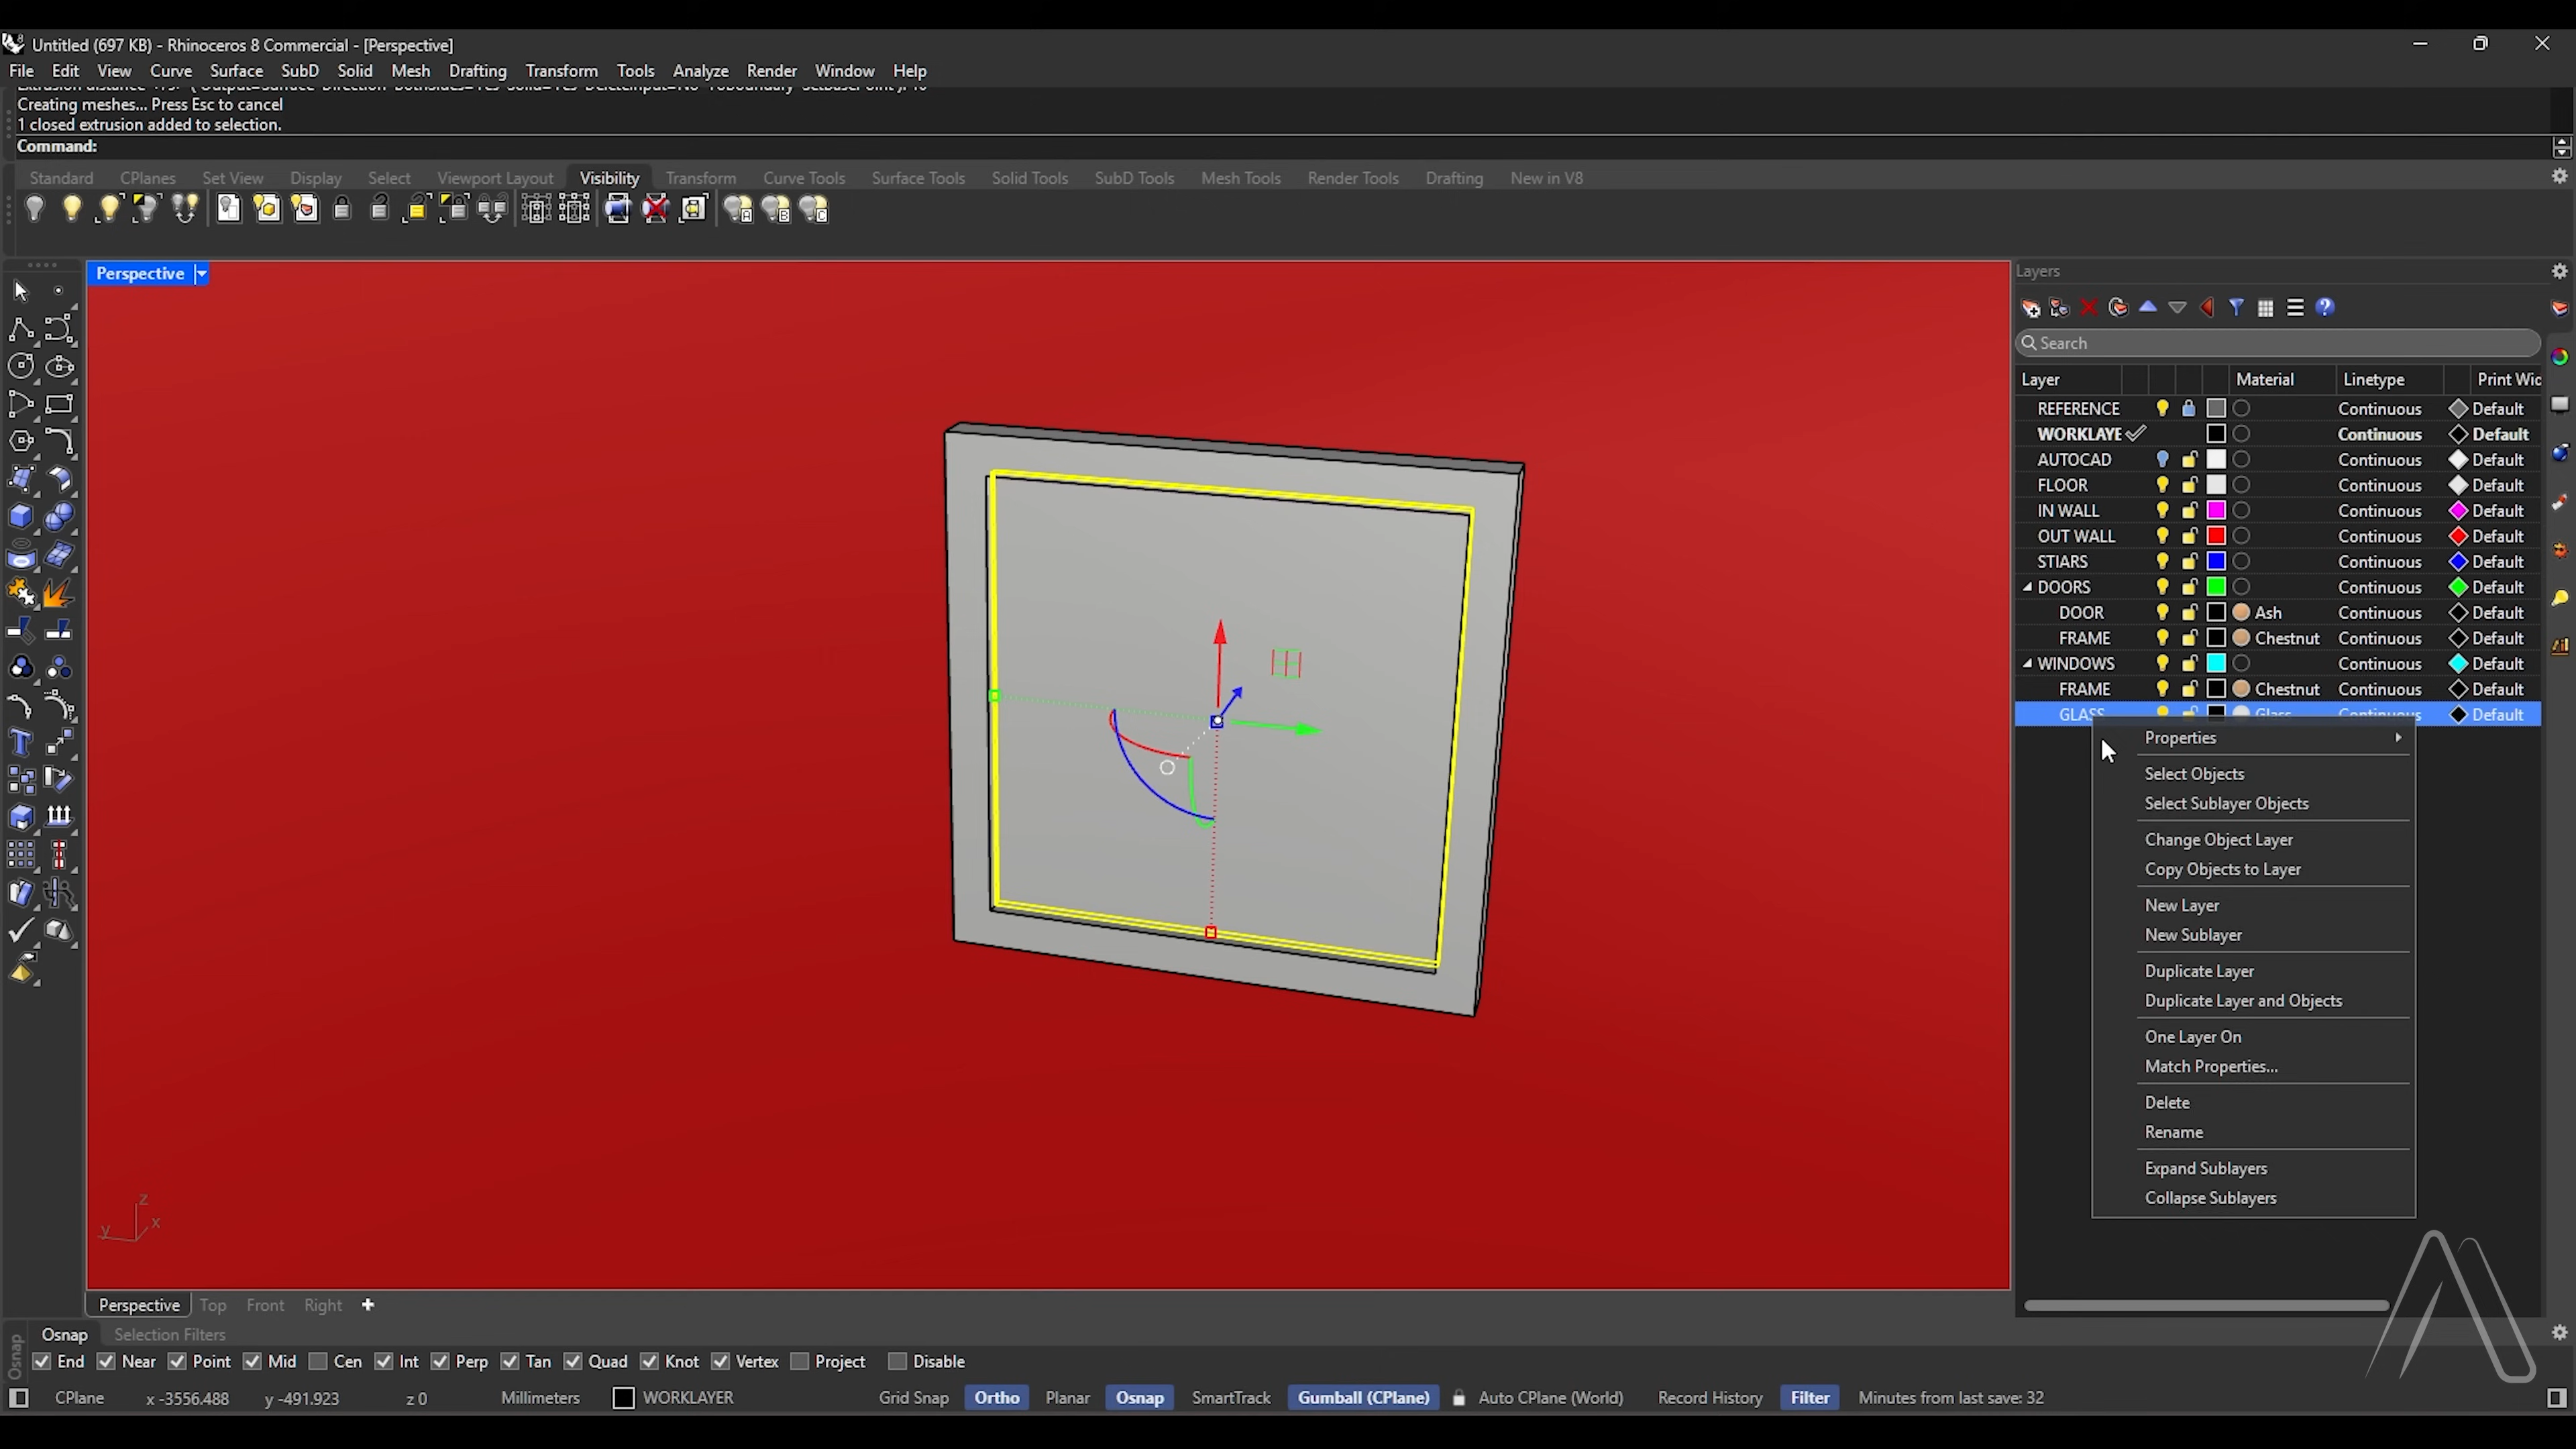 Untitled (697 KB) - Rhinoceros 8 Commercial - [Perspective]
File Edit View Curve Surface SubD Solid Mesh Drafting Transform Tools Analyze Render Window Help
Creating meshes... Press Esc to cancel
1 closed extrusion added to selection.
Command:
Standard CPlanes Set View Display Select Viewport Layout Visibility Transform Curve Tools Surface Tools Solid Tools SubD Tools Mesh Tools Render Tools Drafting New in V8
Perspective
Layers
Search
Layer Material Linetype Print Wid
REFERENCE Continuous Default
WORKLAYE Continuous Default
AUTOCAD Continuous Default
FLOOR Continuous Default
IN WALL Continuous Default
OUT WALL Continuous Default
STIARS Continuous Default
DOORS Continuous Default
DOOR Ash Continuous Default
FRAME Chestnut Continuous Default
WINDOWS Continuous Default
FRAME Chestnut Continuous Default
GLASS Glass Continuous Default
Properties
Select Objects
Select Sublayer Objects
Change Object Layer
Copy Objects to Layer
New Layer
New Sublayer
Duplicate Layer
Duplicate Layer and Objects
One Layer On
Match Properties...
Delete
Rename
Expand Sublayers
Collapse Sublayers
z
y x
Perspective Top Front Right
Osnap Selection Filters
Osnap
End Near Point Mid Cen Int Perp Tan Quad Knot Vertex Project Disable
CPlane x -3556.488 y -491.923 z 0 Millimeters WORKLAYER Grid Snap Ortho Planar Osnap SmartTrack Gumball (CPlane) Auto CPlane (World) Record History Filter Minutes from last save: 32